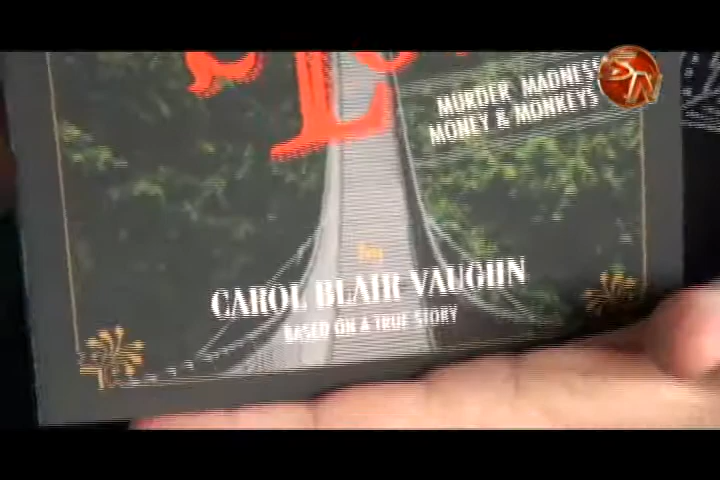 MURDER MADNESS
MONEY & MONKEYS
by
CAROL BLAIR VAUGHN
BASED ON A TRUE STORY